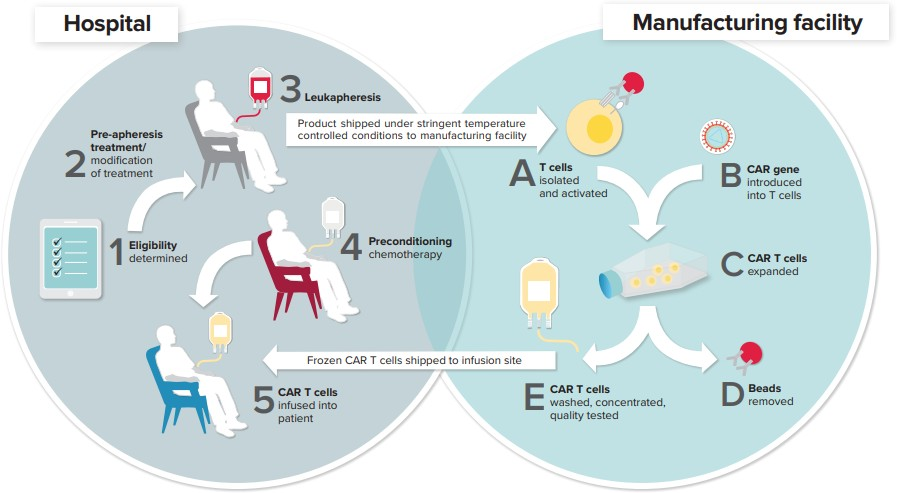 Hospital
Manufacturing facility
3 Leukapheresis
Product shipped under stringent temperature
controlled conditions to manufacturing facility
Pre-apheresis
treatment/
2 modification
of treatment
A T cells
isolated
and activated
B CAR gene
introduced
into T cells
1 Eligibility
determined
4 Preconditioning
chemotherapy
C CAR T cells
expanded
Frozen CAR T cells shipped to infusion site
5 CAR T cells
infused into
patient
E CAR T cells
washed, concentrated,
quality tested
D Beads
removed